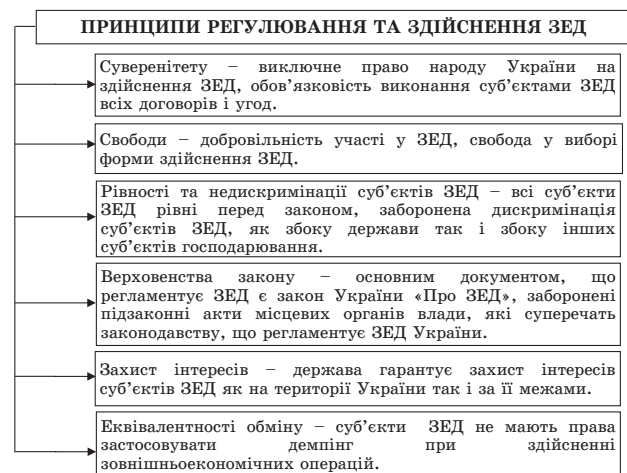 ПРИНЦИПИ РЕГУЛЮВАННЯ ТА ЗДІЙСНЕННЯ ЗЕД
Суверенітету – виключне право народу України на
здійснення ЗЕД, обов’язковість виконання суб’єктами ЗЕД
всіх договорів і угод.
Свободи – добровільність участі у ЗЕД, свобода у виборі
форми здійснення ЗЕД.
Рівності та недискримінації суб’єктів ЗЕД – всі суб’єкти
ЗЕД рівні перед законом, заборонена дискримінація
суб’єктів ЗЕД, як збоку держави так і збоку інших
суб’єктів господарювання.
Верховенства закону – основним документом, що
регламентує ЗЕД є закон України «Про ЗЕД», заборонені
підзаконні акти місцевих органів влади, які суперечать
законодавству, що регламентує ЗЕД України.
Захист інтересів – держава гарантує захист інтересів
суб’єктів ЗЕД як на території України так і за її межами.
Еквівалентності обміну – суб’єкти ЗЕД не мають права
застосовувати демпінг при здійсненні
зовнішньоекономічних операцій.